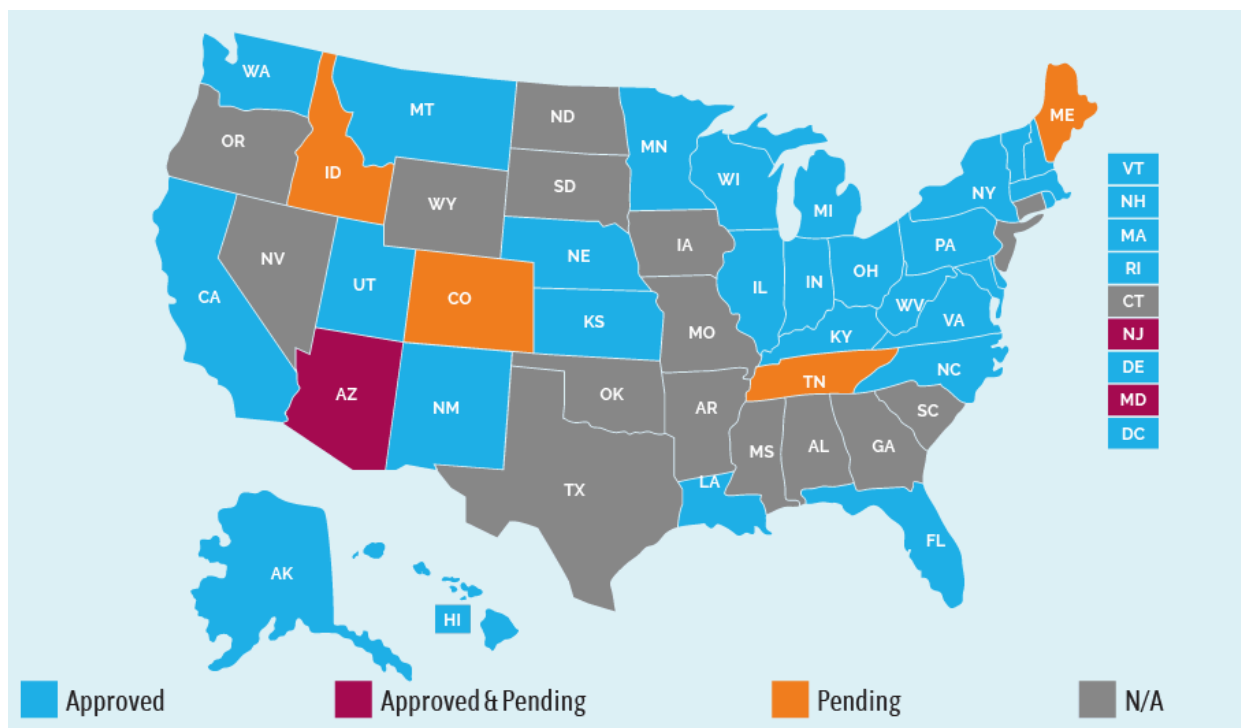 WA
MT
ND
MN
ME
OR
ID
SD
WI
MI
NY
VT
NH
MA
RI
CT
NJ
DE
MD
DC
WY
NV
UT
CO
NE
IA
IL
IN
OH
PA
CA
KS
MO
WV
VA
KY
AZ
NM
OK
AR
TN
NC
SC
MS
AL
GA
TX
LA
FL
AK
HI
Approved
Approved & Pending
Pending
N/A